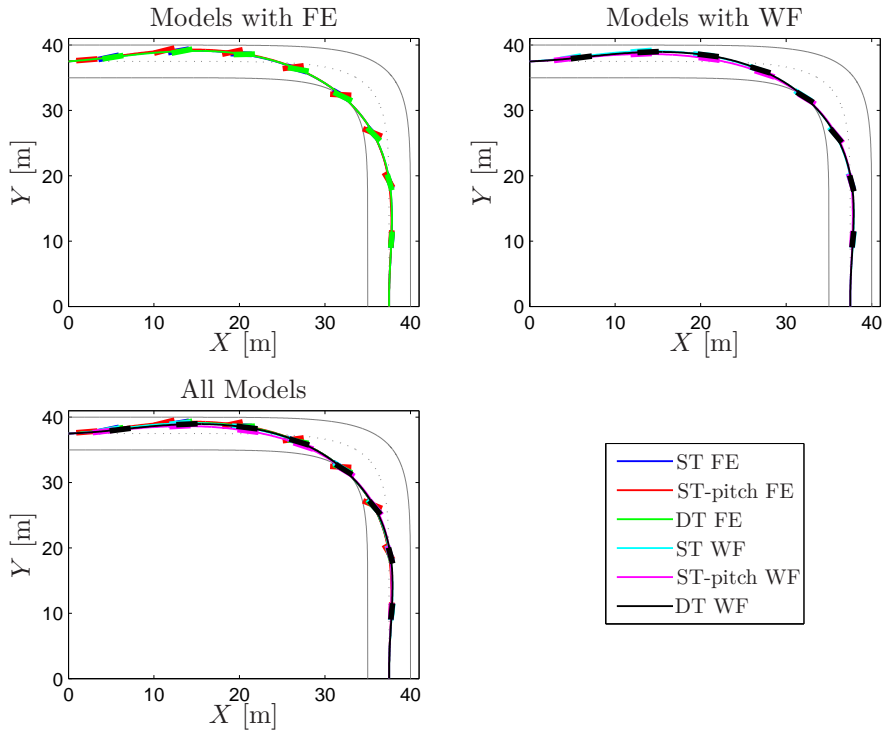 Models with FE
40
30
20
10
0
Y [m]
0 10 20 30 40
X [m]
Models with WF
40
30
20
10
0
Y [m]
0 10 20 30 40
X [m]
All Models
40
30
20
10
0
Y [m]
0 10 20 30 40
X [m]
ST FE
ST-pitch FE
DT FE
ST WF
ST-pitch WF
DT WF